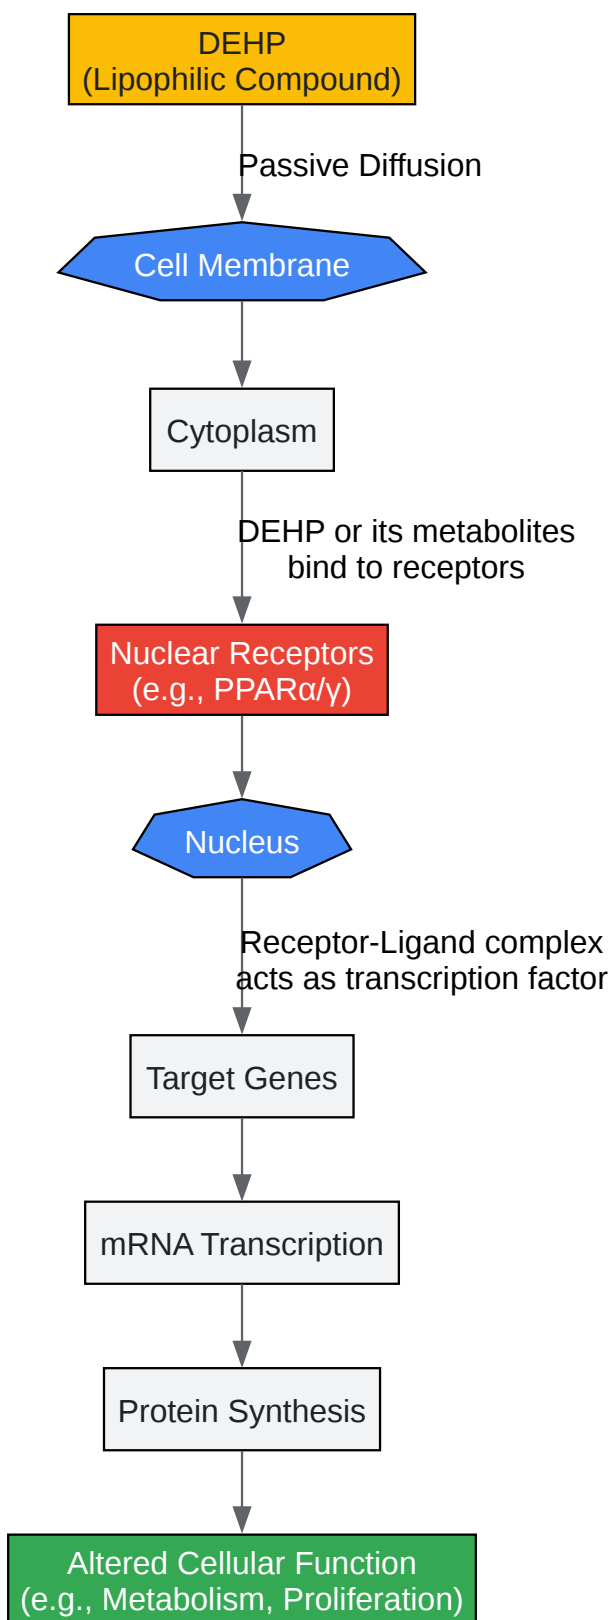 DEHP
(Lipophilic Compound)
Passive Diffusion
Cell Membrane
Cytoplasm
DEHP or its metabolites
bind to receptors
Nuclear Receptors
(e.g., PPARα/γ)
Nucleus
Receptor-Ligand complex
acts as transcription factor
Target Genes
mRNA Transcription
Protein Synthesis
Altered Cellular Function
(e.g., Metabolism, Proliferation)